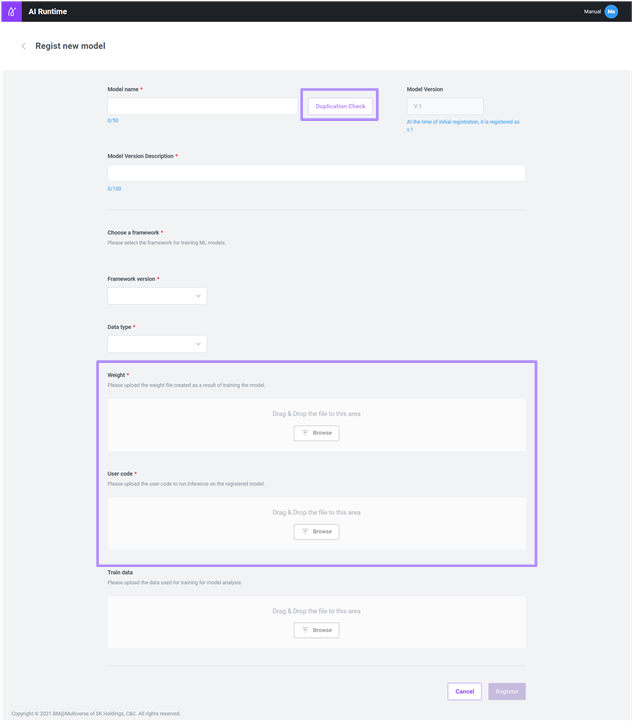 AI Runtime
Manual
Ma
Regist new model
Model name *
Duplication Check
0/50
Model Version
V 1
At the time of initial registration, it is registered as
v.1
Model Version Description *
0/100
Choose a framework *
Please select the framework for training ML models.
Framework version *
Data type *
Weight *
Please upload the weight file created as a result of training the model.
Drag & Drop the file to this area
Browse
User code *
Please upload the user code to run inference on the registered model.
Drag & Drop the file to this area
Browse
Train data
Please upload the data used for training for model analysis.
Drag & Drop the file to this area
Browse
Cancel
Register
Copyright © 2021 BM@Multiverse of SK Holdings, C&C. All rights reserved.